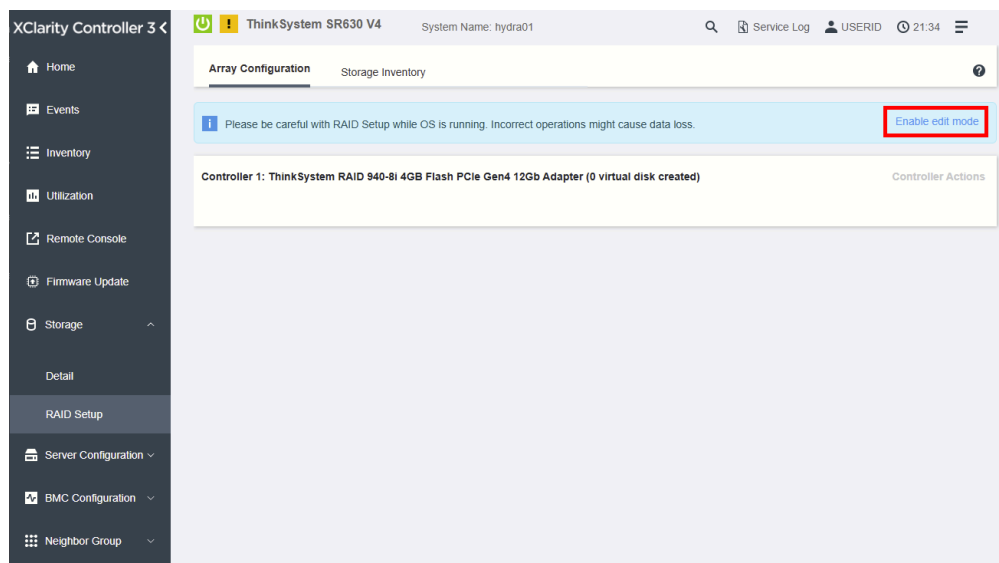 XClarity Controller 3
ThinkSystem SR630 V4
System Name: hydra01
Service Log
USERID
21:34
Home
Events
Inventory
Utilization
Remote Console
Firmware Update
Storage
Detail
RAID Setup
Server Configuration
BMC Configuration
Neighbor Group
Array Configuration
Storage Inventory
Please be careful with RAID Setup while OS is running. Incorrect operations might cause data loss.
Enable edit mode
Controller 1: ThinkSystem RAID 940-8i 4GB Flash PCIe Gen4 12Gb Adapter (0 virtual disk created)
Controller Actions